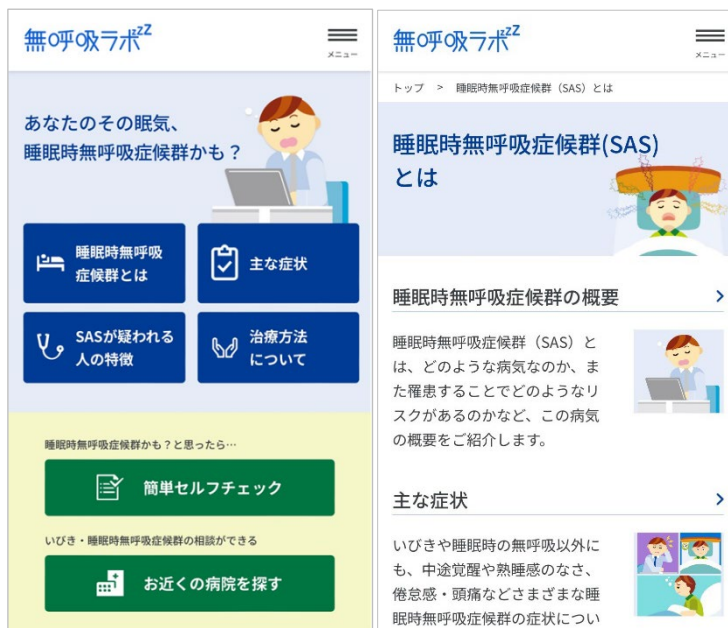 無呼吸ラボzZ
メニュー
あなたのその眠気、
睡眠時無呼吸症候群かも？
睡眠時無呼吸
症候群とは
主な症状
SASが疑われる
人の特徴
治療方法
について
睡眠時無呼吸症候群かも？と思ったら…
簡単セルフチェック
いびき・睡眠時無呼吸症候群の相談ができる
お近くの病院を探す
無呼吸ラボzZ
メニュー
トップ > 睡眠時無呼吸症候群（SAS）とは
睡眠時無呼吸症候群(SAS)
とは
睡眠時無呼吸症候群の概要
睡眠時無呼吸症候群（SAS）と
は、どのような病気なのか、ま
た罹患することでどのようなリ
スクがあるのかなど、この病気
の概要をご紹介します。
主な症状
いびきや睡眠時の無呼吸以外に
も、中途覚醒や熟睡感のなさ、
倦怠感・頭痛などさまざまな睡
眠時無呼吸症候群の症状につい